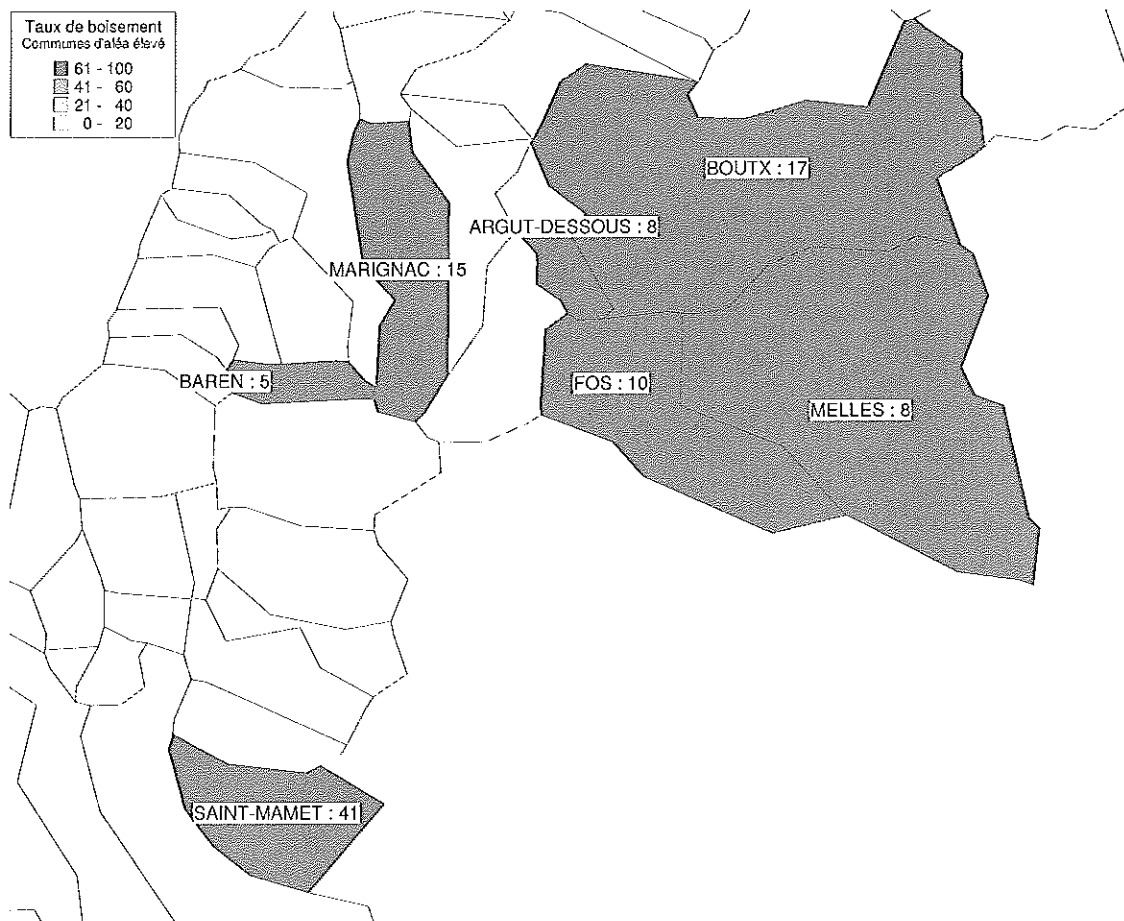 Taux de boisement
Communes d'aléa élevé
61 - 100
41 - 60
21 - 40
0 - 20
BOUTX : 17
ARGUT-DESSOUS : 8
MARIGNAC : 15
BAREN : 5
FOS : 10
MELLES : 8
SAINT-MAMET : 41